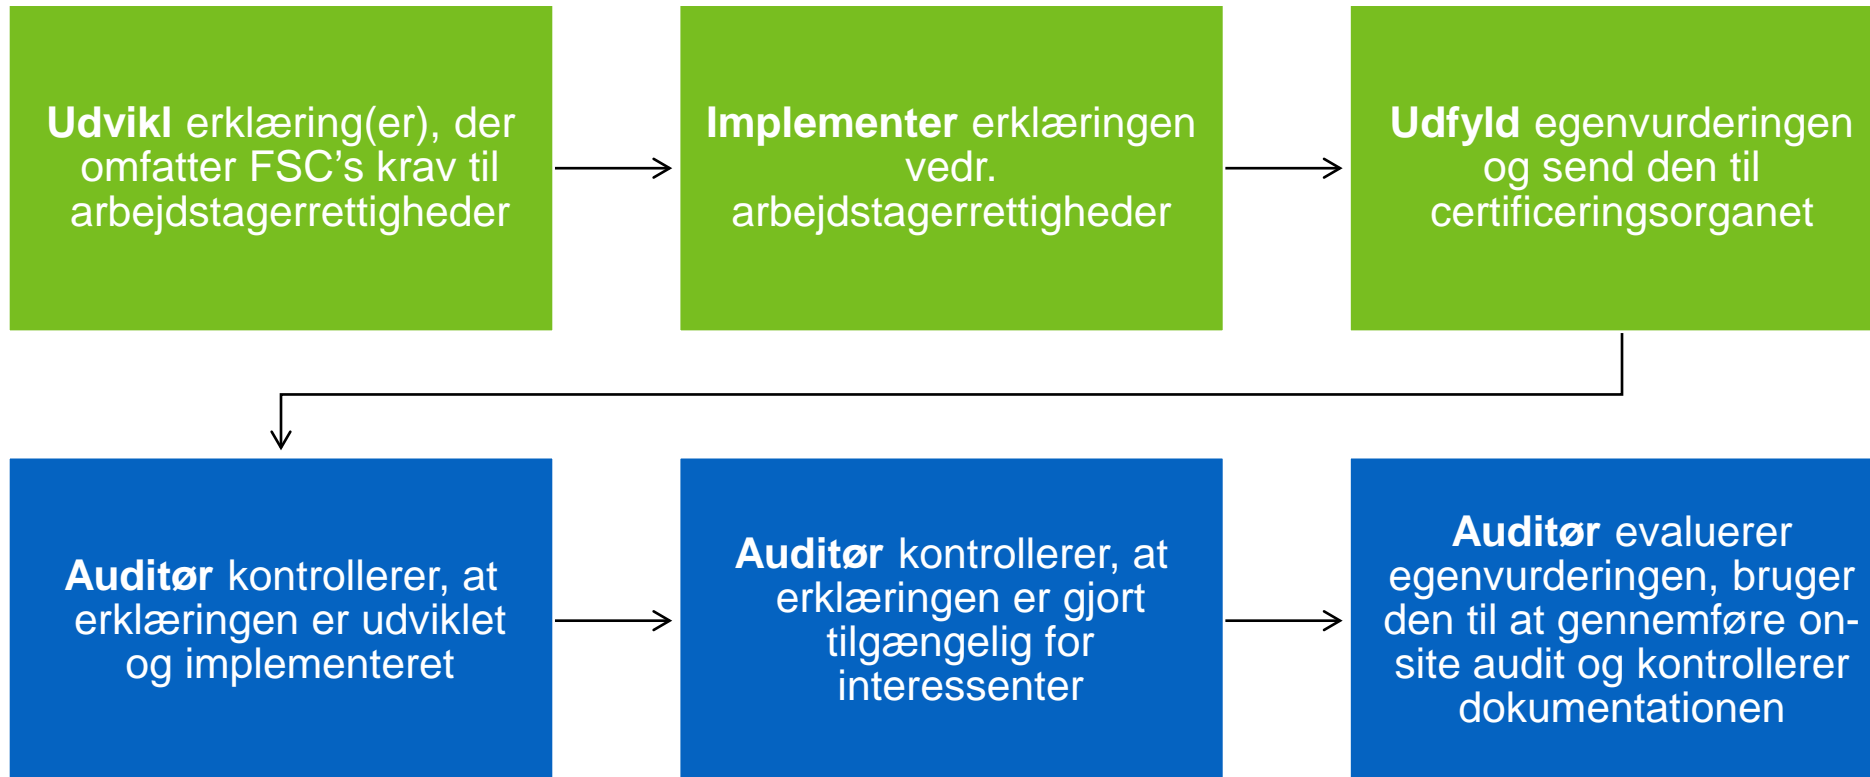 Udvikl erklæring(er), der
omfatter FSC’s krav til
arbejdstagerrettigheder
Implementer erklæringen
vedr.
arbejdstagerrettigheder
Udfyld egenvurderingen
og send den til
certificeringsorganet
Auditør kontrollerer, at
erklæringen er udviklet
og implementeret
Auditør kontrollerer, at
erklæringen er gjort
tilgængelig for
interessenter
Auditør evaluerer
egenvurderingen, bruger
den til at gennemføre on-
site audit og kontrollerer
dokumentationen